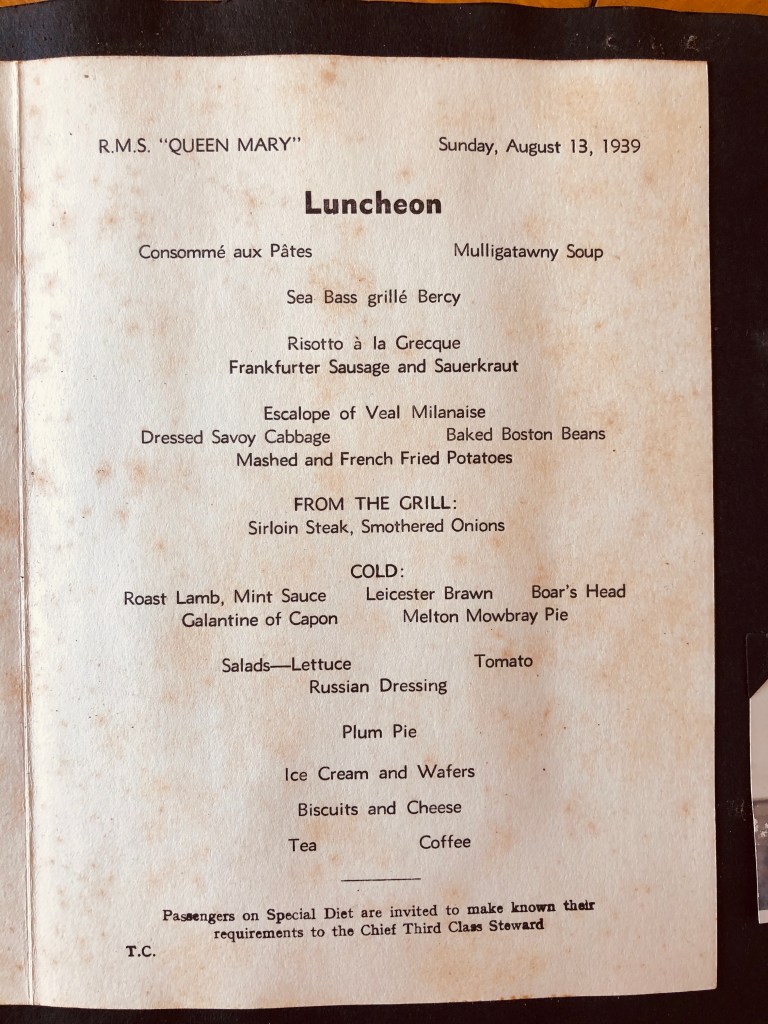 R.M.S. "QUEEN MARY" Sunday, August 13, 1939
Luncheon
Consommé aux Pâtes Mulligatawny Soup
Sea Bass grillé Bercy
Risotto à la Grecque
Frankfurter Sausage and Sauerkraut
Escalope of Veal Milanaise
Dressed Savoy Cabbage Baked Boston Beans
Mashed and French Fried Potatoes
FROM THE GRILL:
Sirloin Steak, Smothered Onions
COLD:
Roast Lamb, Mint Sauce Leicester Brawn Boar's Head
Galantine of Capon Melton Mowbray Pie
Salads—Lettuce Tomato
Russian Dressing
Plum Pie
Ice Cream and Wafers
Biscuits and Cheese
Tea Coffee
Passengers on Special Diet are invited to make known their
requirements to the Chief Third Class Steward
T.C.